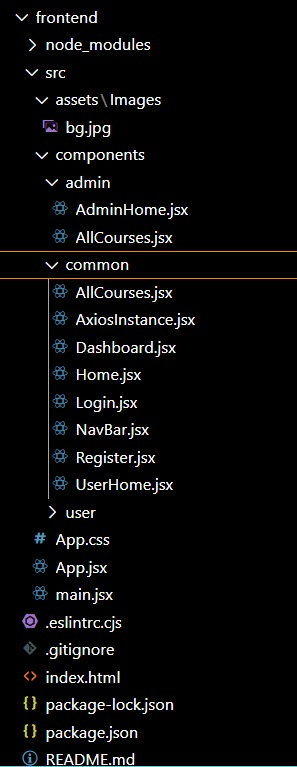 frontend
node_modules
src
assets\Images
bg.jpg
components
admin
AdminHome.jsx
AllCourses.jsx
common
AllCourses.jsx
AxiosInstance.jsx
Dashboard.jsx
Home.jsx
Login.jsx
NavBar.jsx
Register.jsx
UserHome.jsx
user
# App.css
App.jsx
main.jsx
.eslintrc.cjs
.gitignore
<> index.html
{} package-lock.json
{} package.json
README.md